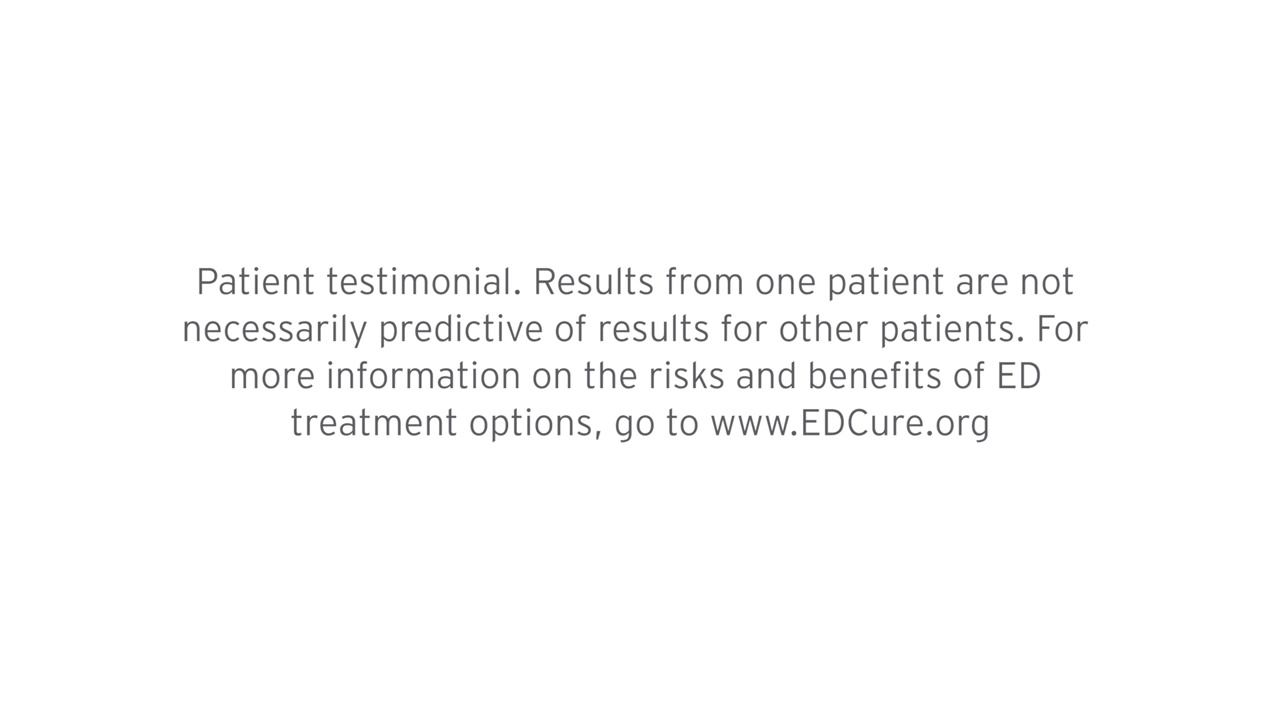 Patient testimonial. Results from one patient are not
necessarily predictive of results for other patients. For
more information on the risks and benefits of ED
treatment options, go to www.EDCure.org